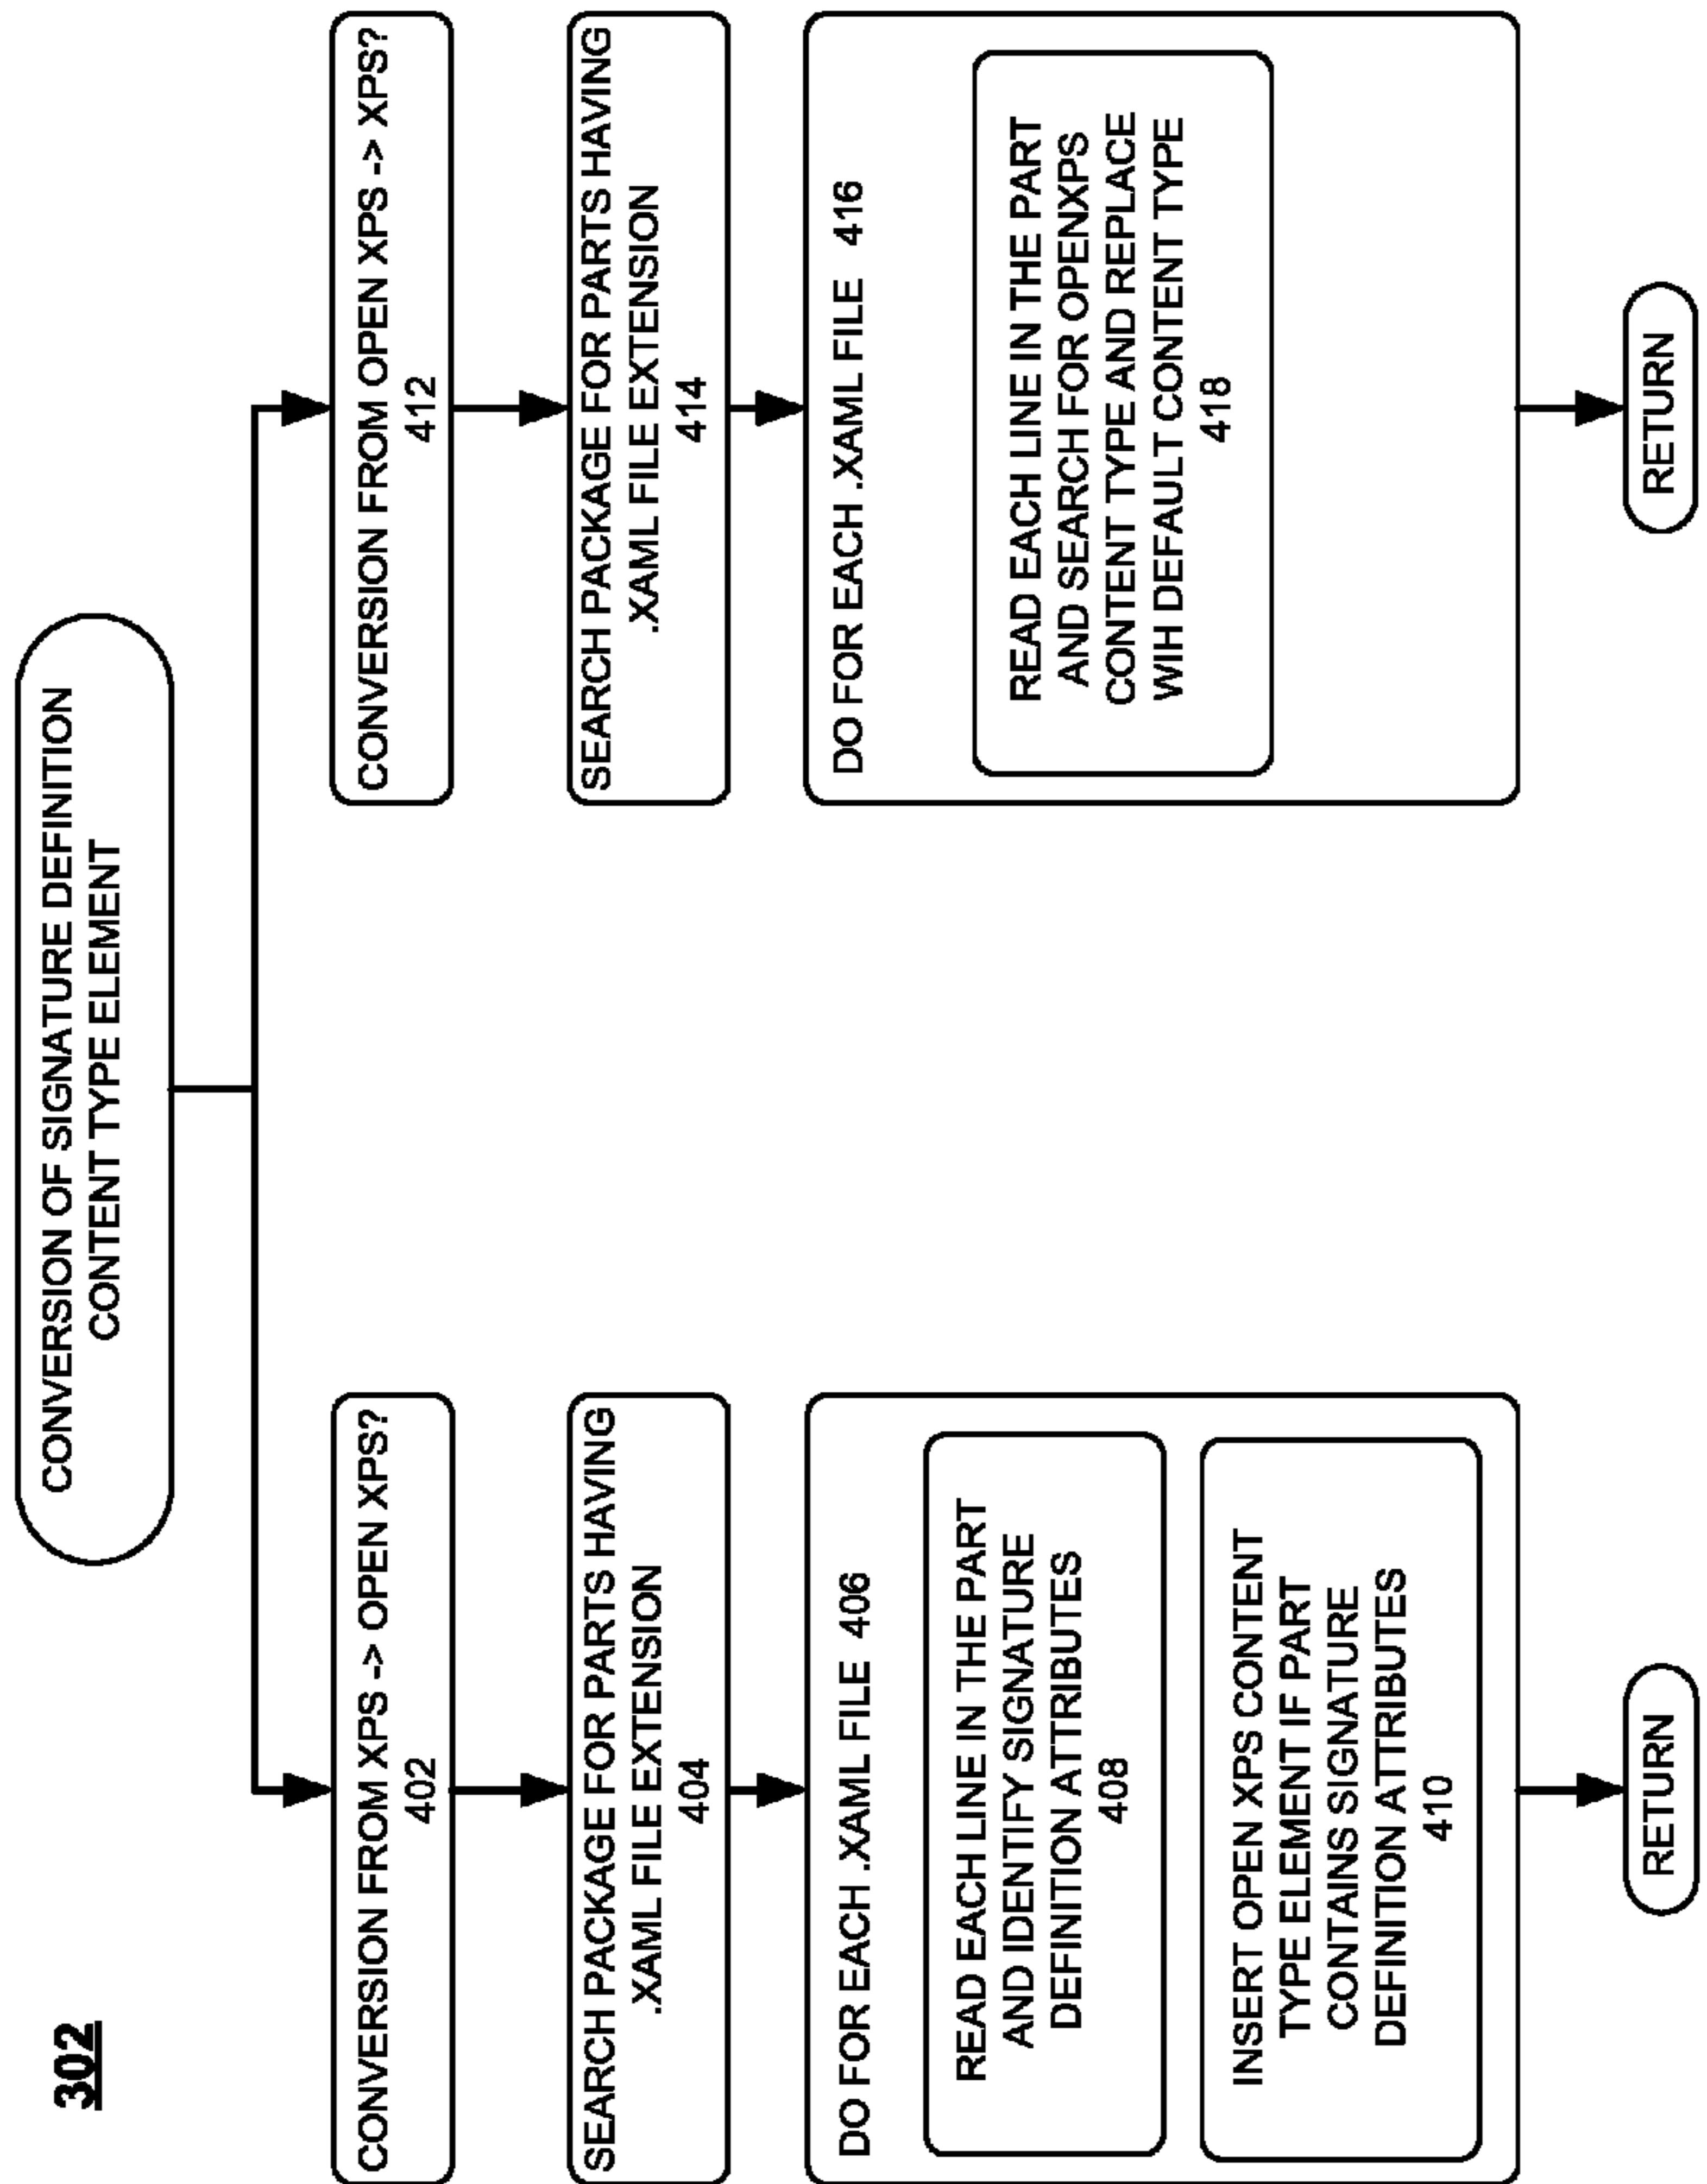 302
CONVERSION OF SIGNATURE DEFINITION
CONTENT TYPE ELEMENT
CONVERSION FROM XPS -> OPEN XPS?
402
SEARCH PACKAGE FOR PARTS HAVING
.XAML FILE EXTENSION
404
DO FOR EACH .XAML FILE 406
READ EACH LINE IN THE PART
AND IDENTIFY SIGNATURE
DEFINITION ATTRIBUTES
408
INSERT OPEN XPS CONTENT
TYPE ELEMENT IF PART
CONTAINS SIGNATURE
DEFINITION ATTRIBUTES
410
RETURN
CONVERSION FROM OPEN XPS -> XPS?
412
SEARCH PACKAGE FOR PARTS HAVING
.XAML FILE EXTENSION
414
DO FOR EACH .XAML FILE 416
READ EACH LINE IN THE PART
AND SEARCH FOR OPENXPS
CONTENT TYPE AND REPLACE
WIH DEFAULT CONTENT TYPE
418
RETURN